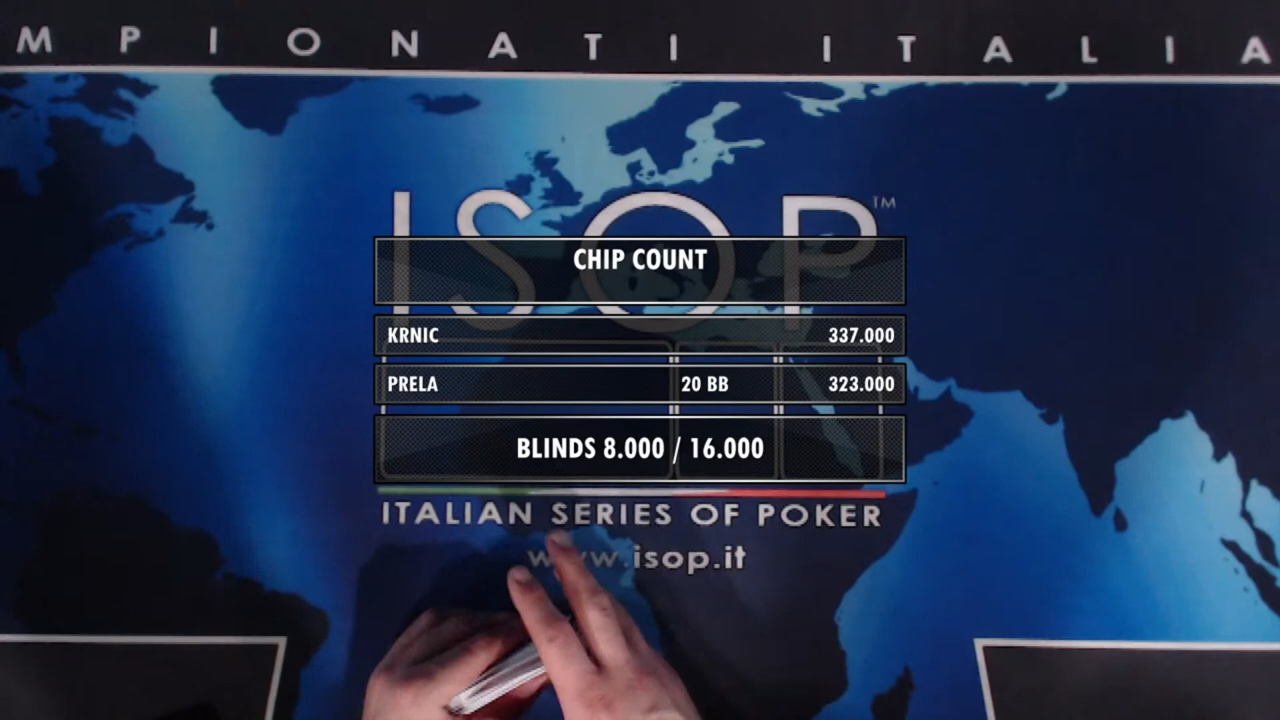 MPIONATI ITALIA
ISOP™
CHIP COUNT
KRNIC 337.000
PRELA 20 BB 323.000
BLINDS 8.000 / 16.000
ITALIAN SERIES OF POKER
www.isop.it